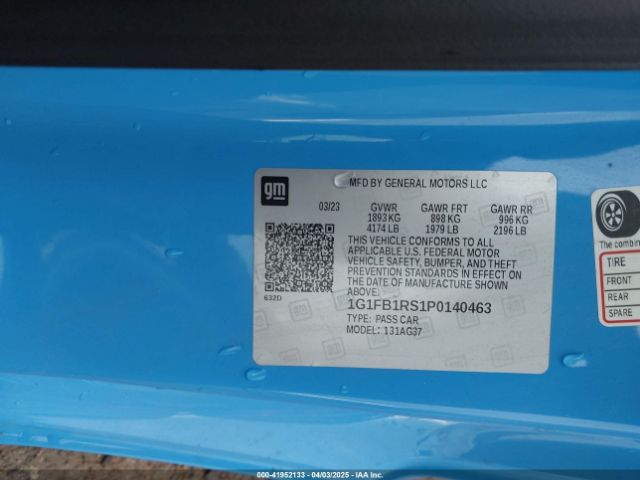 gm
MFD BY GENERAL MOTORS LLC
03/23 GVWR GAWR FRT GAWR RR
1893 KG 898 KG 996 KG
4174 LB 1979 LB 2196 LB
THIS VEHICLE CONFORMS TO ALL
APPLICABLE U.S. FEDERAL MOTOR
VEHICLE SAFETY, BUMPER, AND THEFT
PREVENTION STANDARDS IN EFFECT ON
THE DATE OF MANUFACTURE SHOWN
ABOVE:
632D
1G1FB1RS1P0140463
TYPE: PASS CAR
MODEL: 131AG37
The combin
TIRE
FRONT
REAR
SPARE
000-41952133 - 04/03/2025 - IAA Inc.